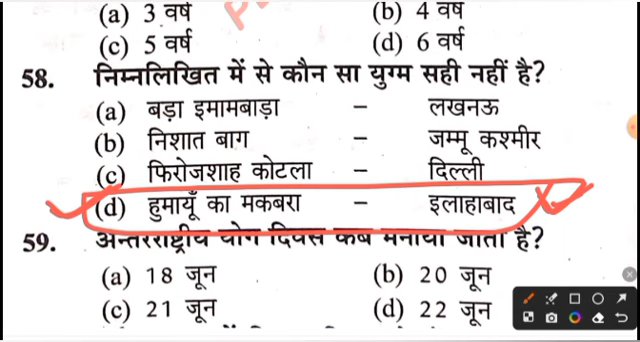 (a) 3 वर्ष (b) 4 वर्ष
(c) 5 वर्ष (d) 6 वर्ष
58. निम्नलिखित में से कौन सा युग्म सही नहीं है?
(a) बड़ा इमामबाड़ा – लखनऊ
(b) निशात बाग – जम्मू कश्मीर
(c) फिरोजशाह कोटला – दिल्ली
(d) हुमायूँ का मकबरा – इलाहाबाद
59. अन्तरराष्ट्रीय योग दिवस कब मनाया जाता है?
(a) 18 जून (b) 20 जून
(c) 21 जून (d) 22 जून